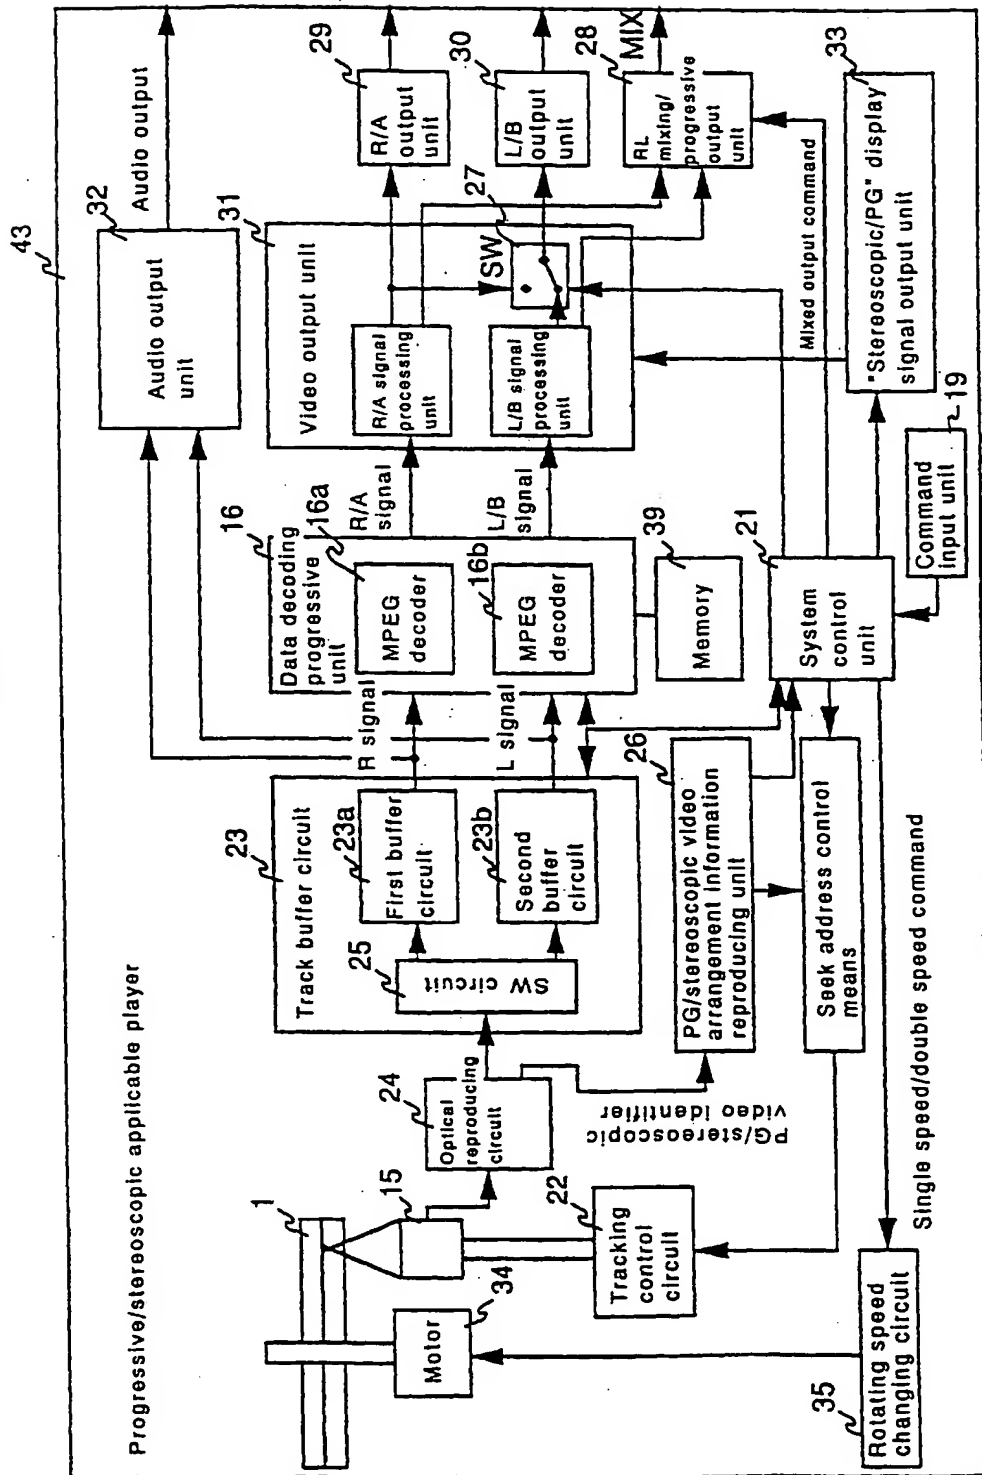 Progressive/stereoscopic applicable player
43
1
15
34
Motor
35
Rotating speed
changing circuit
22
Tracking
control
circuit
24
Optical
reproducing
circuit
PG/stereoscopic
video identifier
Single speed/double speed command
23
Track buffer circuit
25
SW circuit
23a
First buffer
circuit
23b
Second
buffer
circuit
26
PG/stereoscopic video
arrangement information
reproducing unit
Seek address control
means
R signal
L signal
16
Data decoding
progressive
unit
16a
MPEG
decoder
16b
MPEG
decoder
39
Memory
21
System
control
unit
19
Command
input unit
R/A
signal
L/B
signal
32
Audio output
unit
Audio output
31
Video output unit
R/A signal
processing
unit
L/B signal
processing
unit
SW
27
29
R/A
output
unit
30
L/B
output
unit
28
RL
mixing/
progressive
output
unit
MIX
Mixed output command
33
"Stereoscopic/PG" display
signal output unit